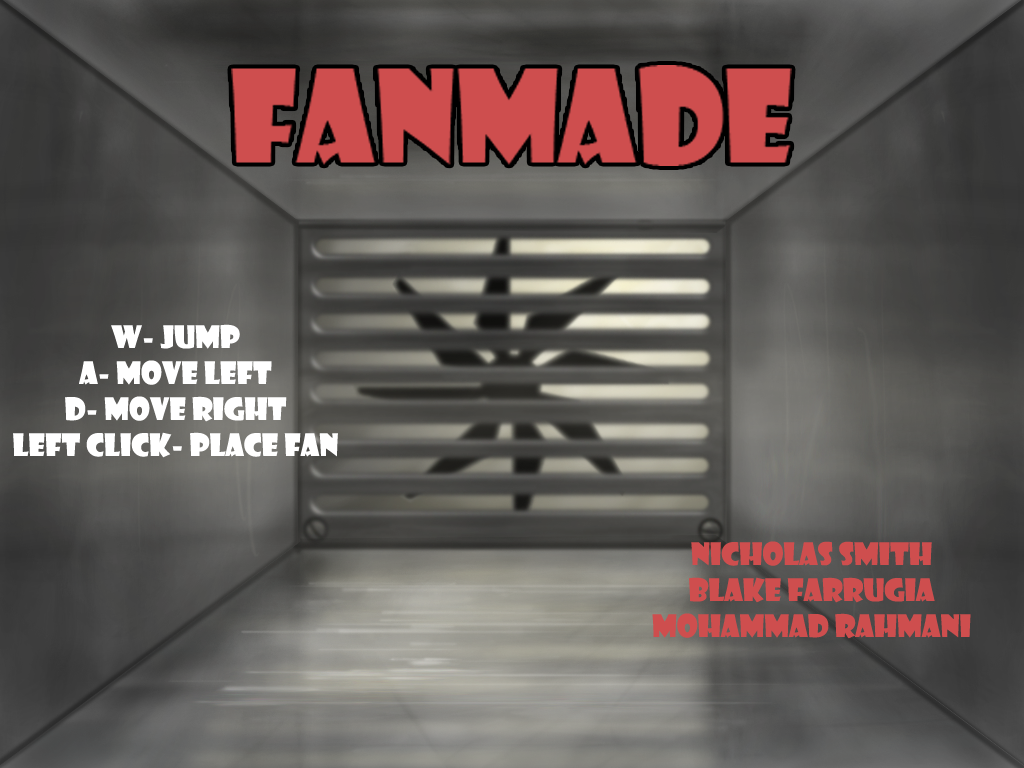 FANMADE
W- JUMP
A- MOVE LEFT
D- MOVE RIGHT
LEFT CLICK- PLACE FAN
NICHOLAS SMITH
BLAKE FARRUGIA
MOHAMMAD RAHMANI